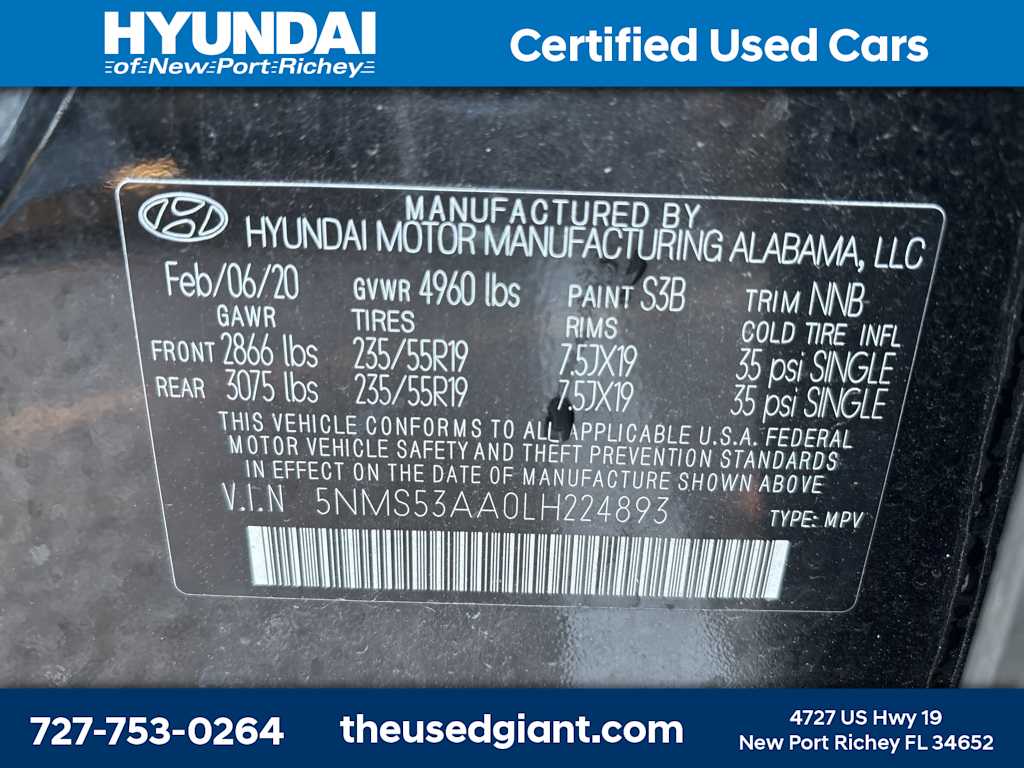 HYUNDAI
of New Port Richey
Certified Used Cars
MANUFACTURED BY
HYUNDAI MOTOR MANUFACTURING ALABAMA, LLC
Feb/06/20 GVWR 4960 lbs PAINT S3B TRIM NNB
GAWR TIRES RIMS COLD TIRE INFL
FRONT 2866 lbs 235/55R19 7.5JX19 35 psi SINGLE
REAR 3075 lbs 235/55R19 7.5JX19 35 psi SINGLE
THIS VEHICLE CONFORMS TO ALL APPLICABLE U.S.A. FEDERAL
MOTOR VEHICLE SAFETY AND THEFT PREVENTION STANDARDS
IN EFFECT ON THE DATE OF MANUFACTURE SHOWN ABOVE
V.I.N 5NMS53AA0LH224893 TYPE: MPV
727-753-0264
theusedgiant.com
4727 US Hwy 19
New Port Richey FL 34652